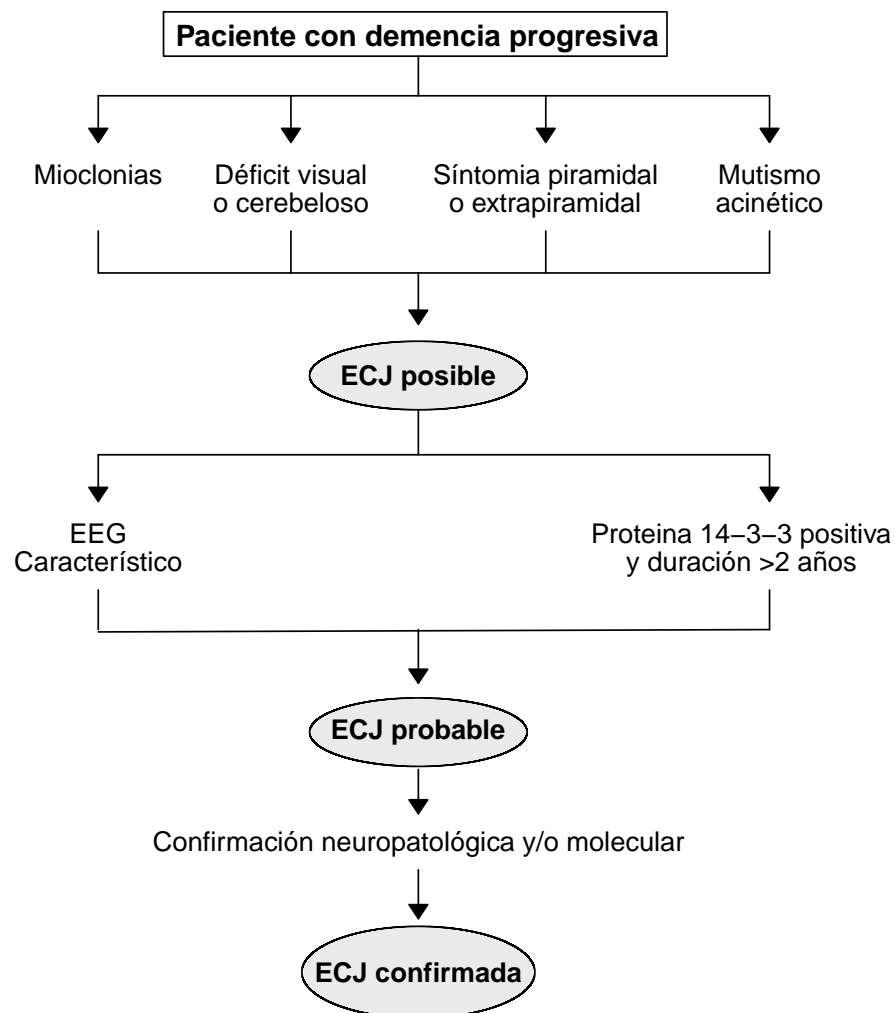 Paciente con demencia progresiva
Mioclonias
Déficit visual
o cerebeloso
Síntomia piramidal
o extrapiramidal
Mutismo
acinético
ECJ posible
EEG
Característico
Proteina 14–3–3 positiva
y duración >2 años
ECJ probable
Confirmación neuropatológica y/o molecular
ECJ confirmada